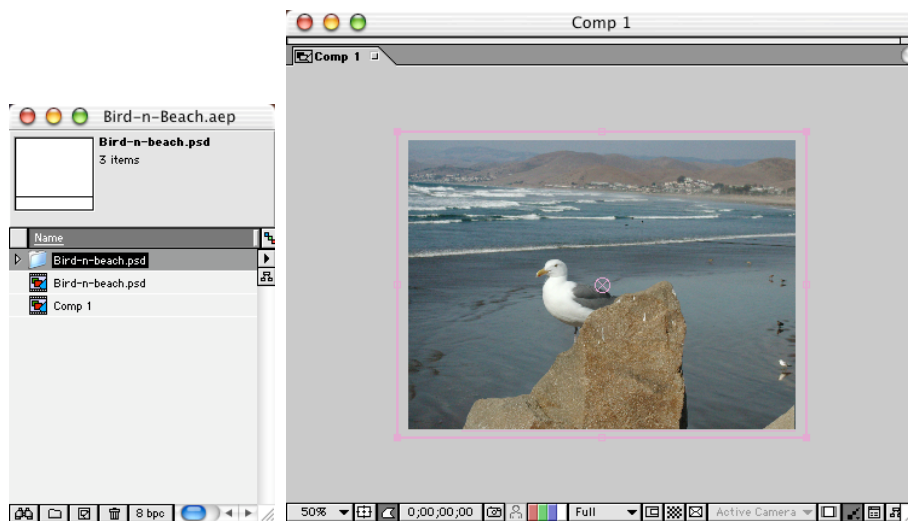 Bird-n-Beach.aep
Bird-n-beach.psd
3 items
Name
Bird-n-beach.psd
Bird-n-beach.psd
Comp 1
8 bpc
Comp 1
Comp 1
50%
0;00;00;00
Full
Active Camera